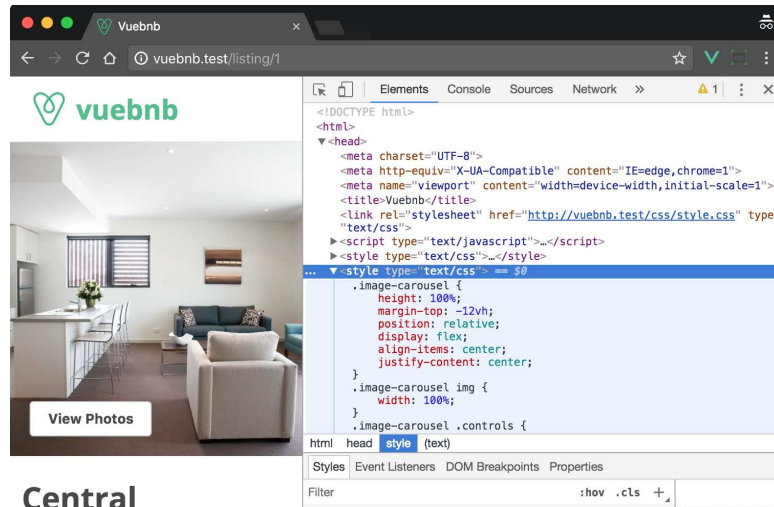 Vuebnb
vuebnb.test/listing/1
vuebnb
View Photos
Central
Elements Console Sources Network » 1
<!DOCTYPE html>
<html>
▼<head>
<meta charset="UTF-8">
<meta http-equiv="X-UA-Compatible" content="IE=edge,chrome=1">
<meta name="viewport" content="width=device-width,initial-scale=1">
<title>Vuebnb</title>
<link rel="stylesheet" href="http://vuebnb.test/css/style.css" type
"text/css">
▶<script type="text/javascript">…</script>
▶<style type="text/css">…</style>
... ▼<style type="text/css"> == $0
.image-carousel {
height: 100%;
margin-top: -12vh;
position: relative;
display: flex;
align-items: center;
justify-content: center;
}
.image-carousel img {
width: 100%;
}
.image-carousel .controls {
html head style (text)
Styles Event Listeners DOM Breakpoints Properties
Filter :hov .cls +